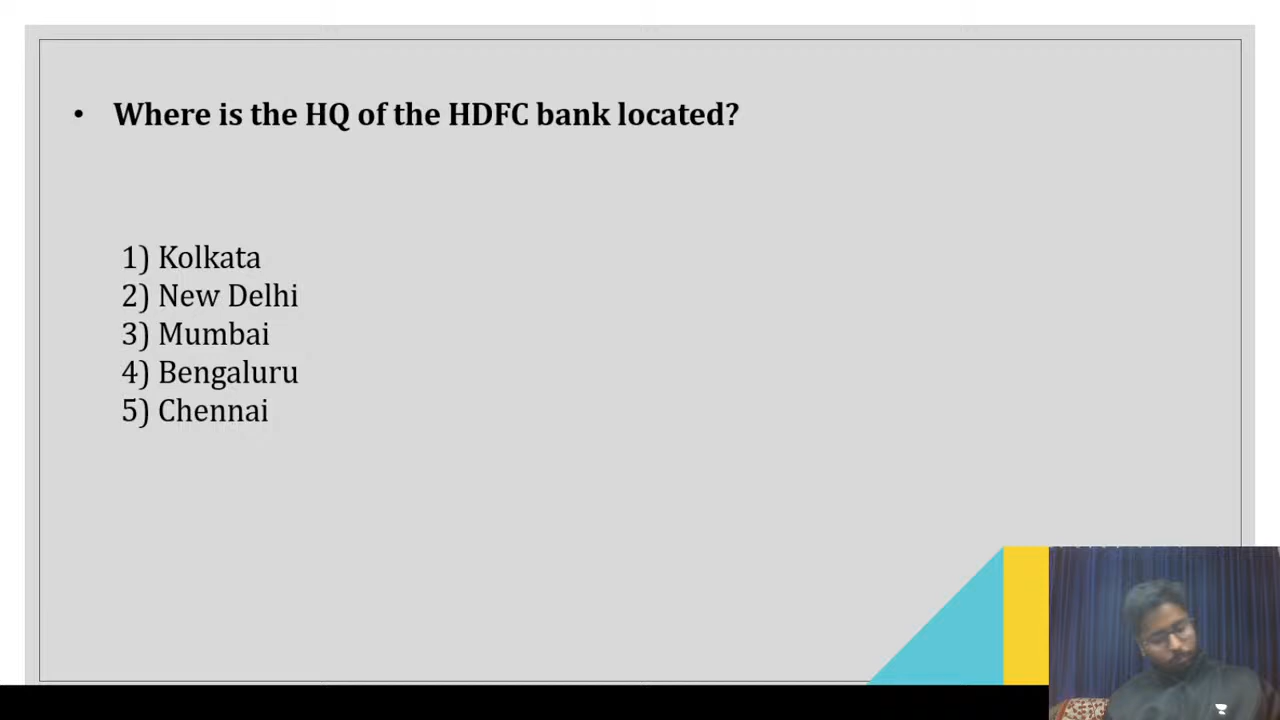 • Where is the HQ of the HDFC bank located?
1) Kolkata
2) New Delhi
3) Mumbai
4) Bengaluru
5) Chennai